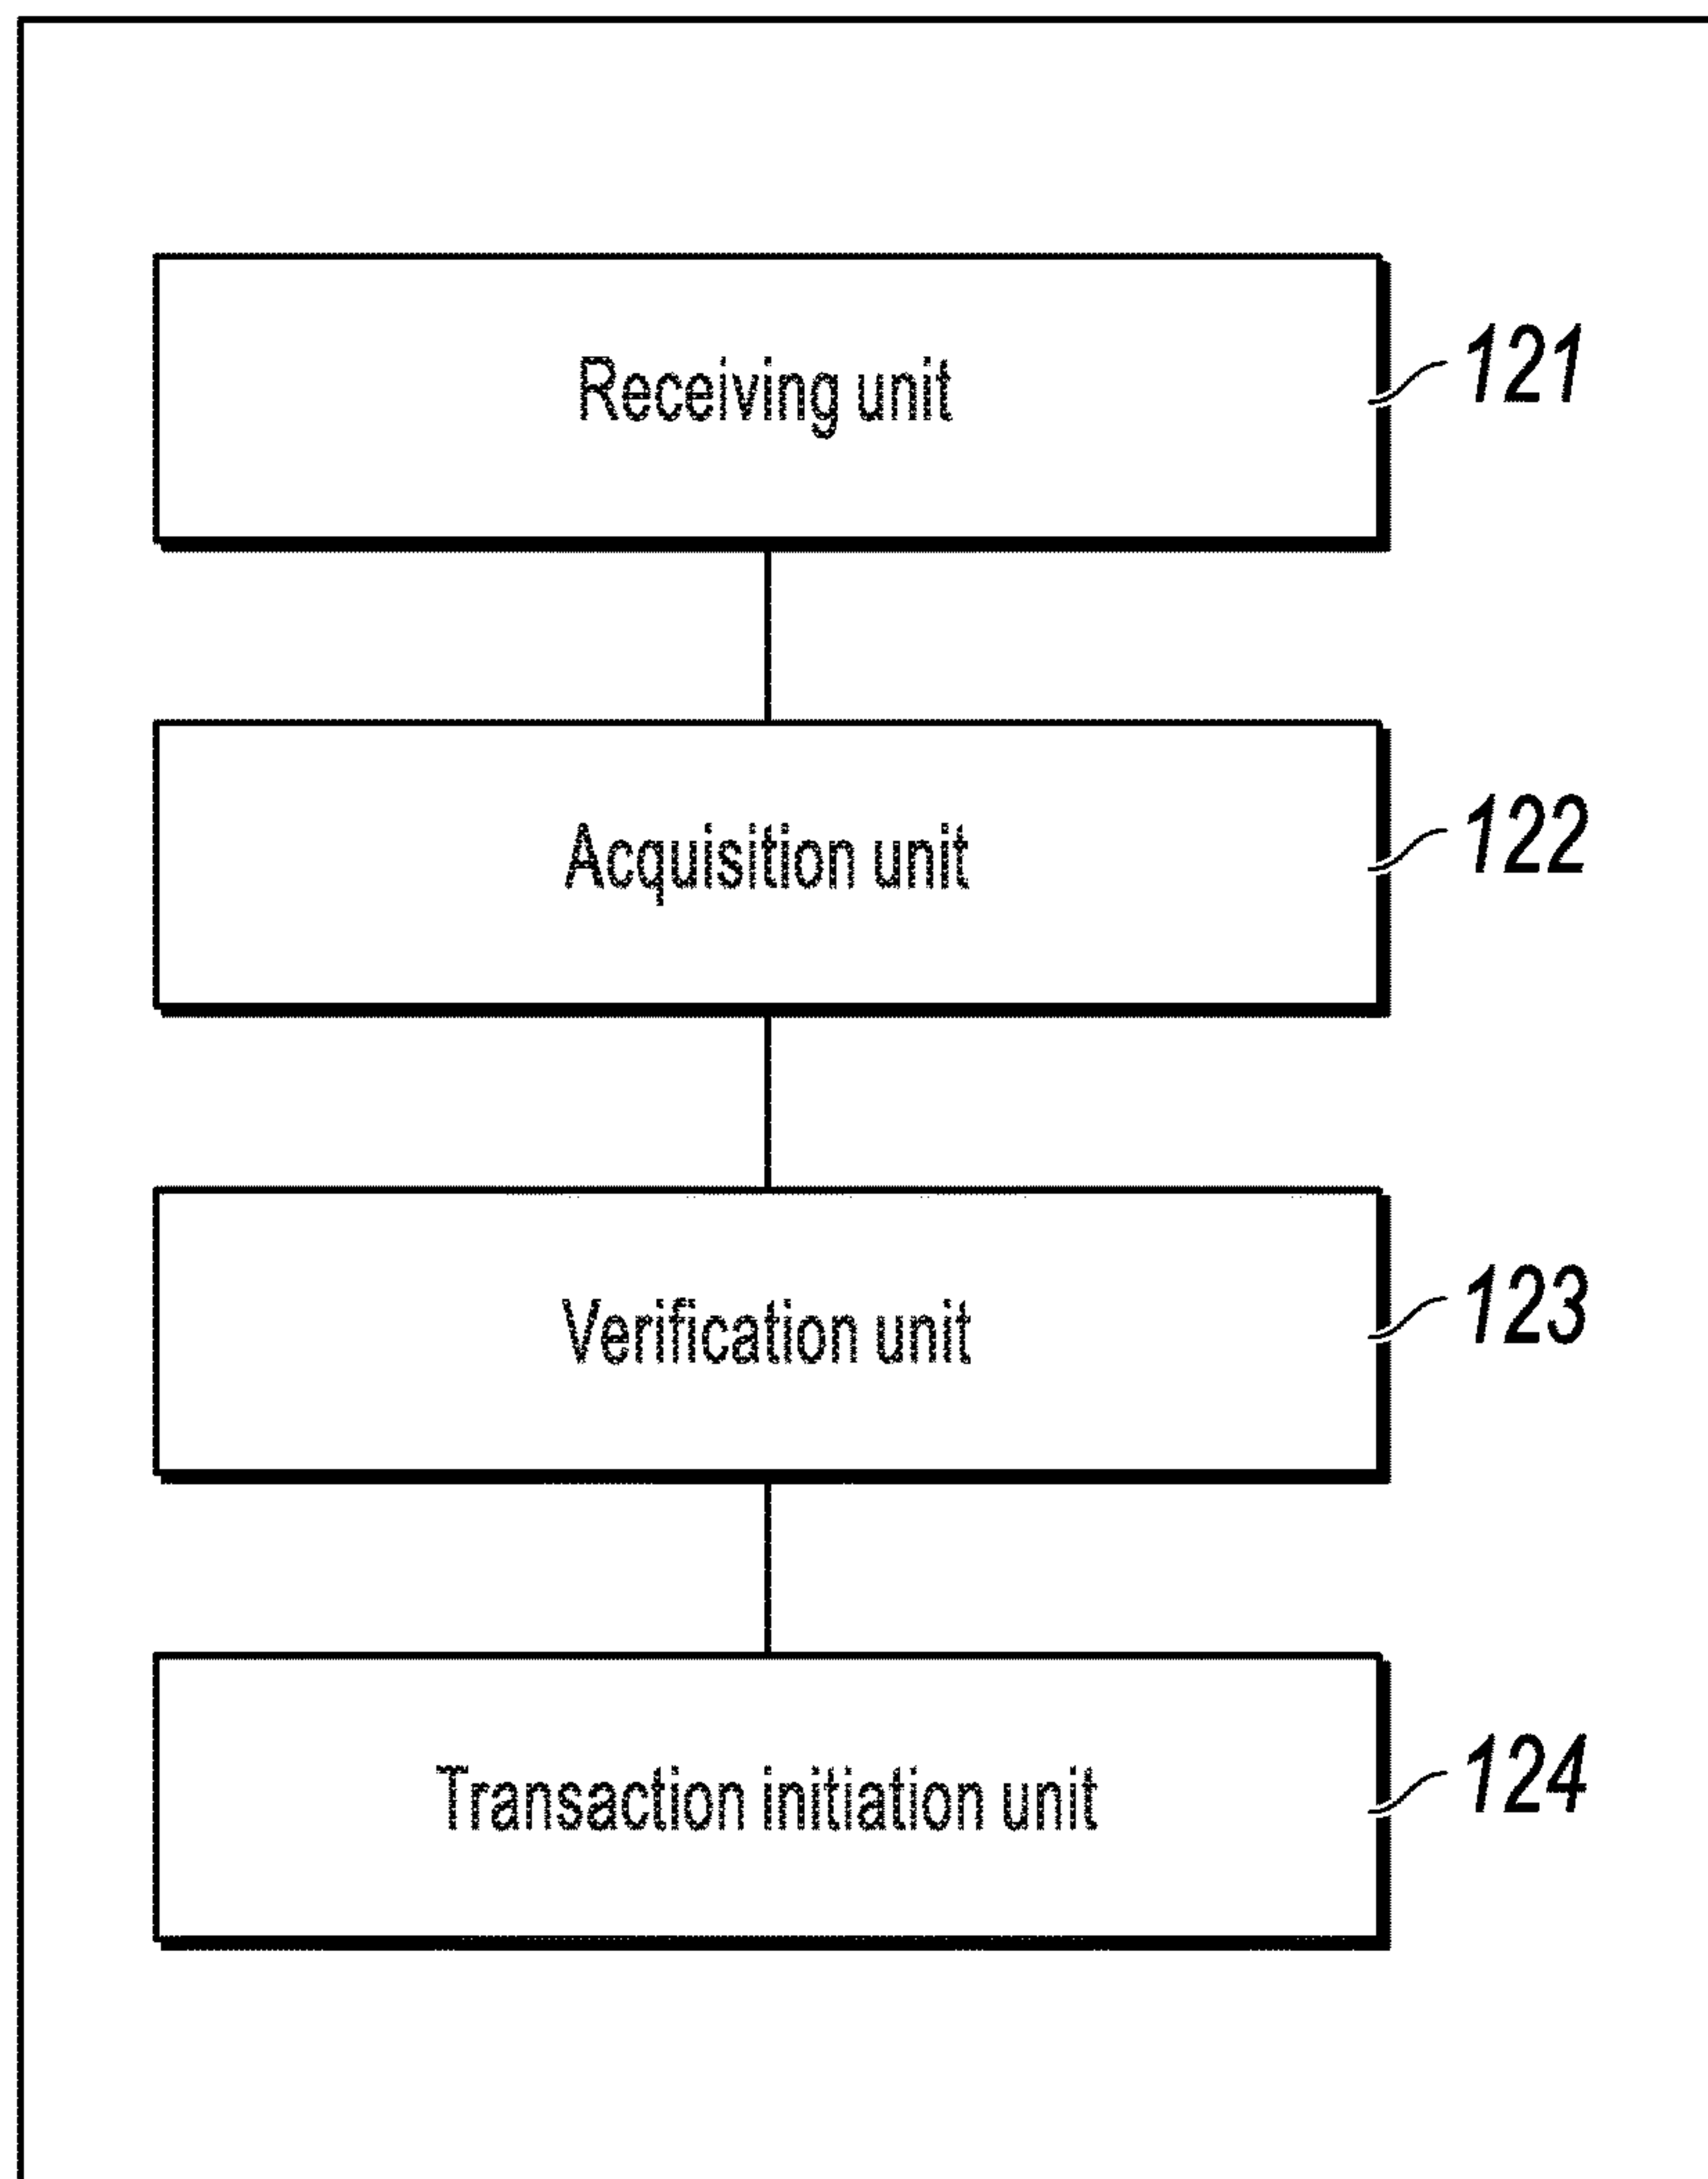 Receiving unit
121
Acquisition unit
122
Verification unit
123
Transaction initiation unit
124